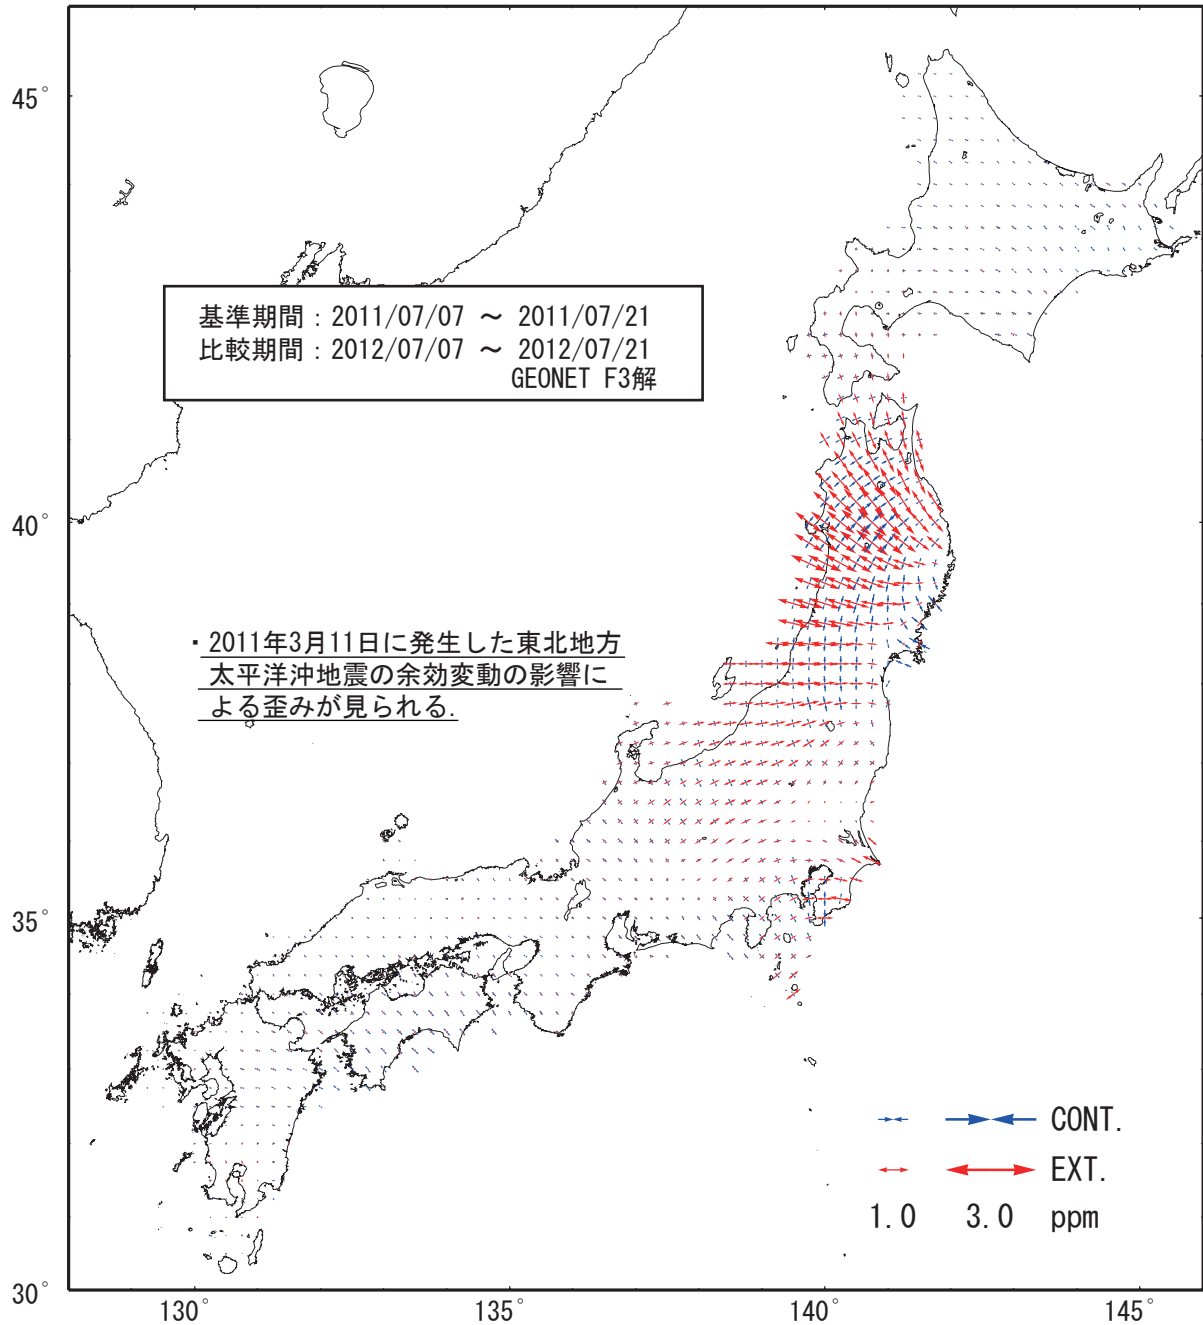 45°
基準期間：2011/07/07 ～ 2011/07/21
比較期間：2012/07/07 ～ 2012/07/21
GEONET F3解
40°
・2011年3月11日に発生した東北地方
太平洋沖地震の余効変動の影響に
よる歪みが見られる.
35°
CONT.
EXT.
1.0 3.0 ppm
30°
130° 135° 140° 145°